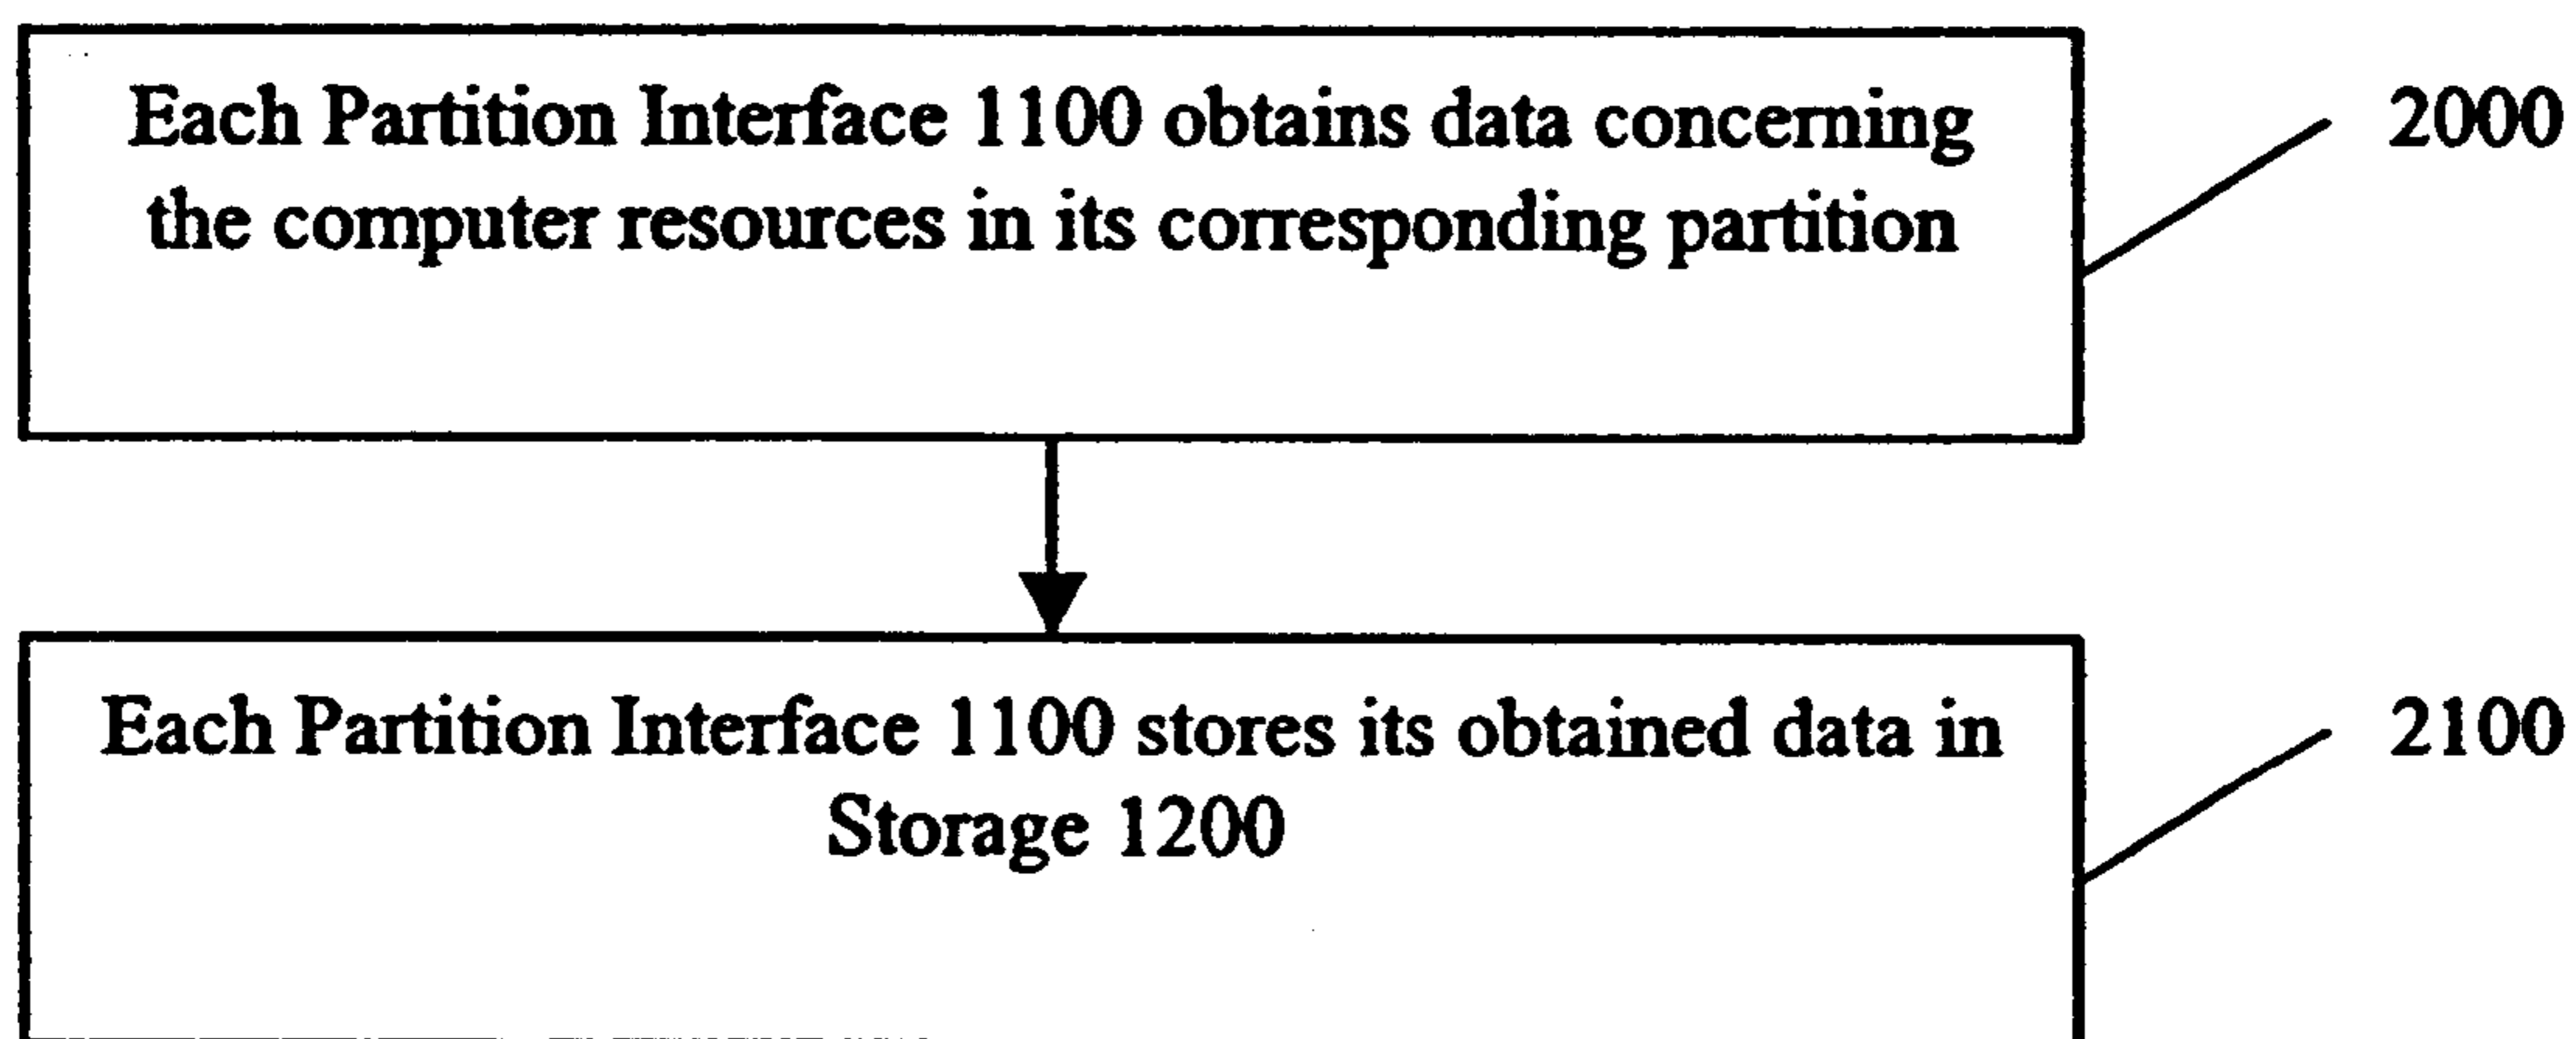 Each Partition Interface 1100 obtains data concerning
the computer resources in its corresponding partition
2000
Each Partition Interface 1100 stores its obtained data in
Storage 1200
2100